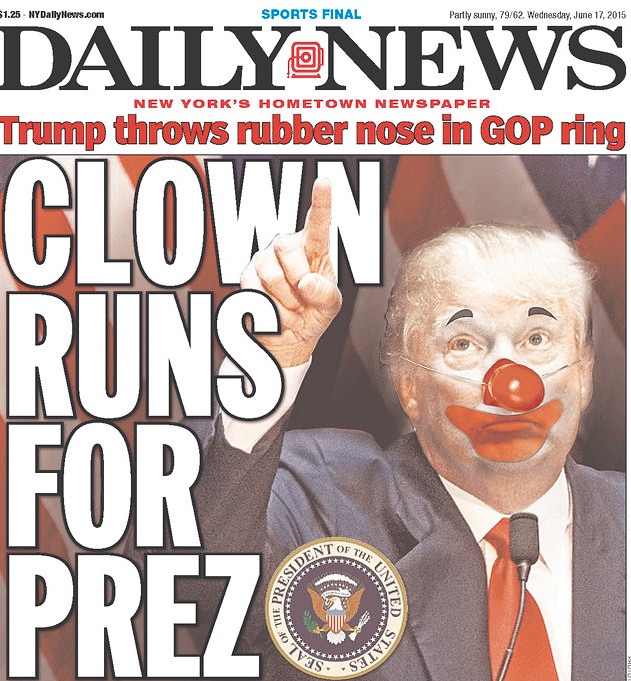 $1.25 - NYDailyNews.com
SPORTS FINAL
Partly sunny, 79/62. Wednesday, June 17, 2015
DAILY NEWS
NEW YORK'S HOMETOWN NEWSPAPER
Trump throws rubber nose in GOP ring
CLOWN
RUNS
FOR
PREZ
SEAL OF THE PRESIDENT OF THE UNITED STATES